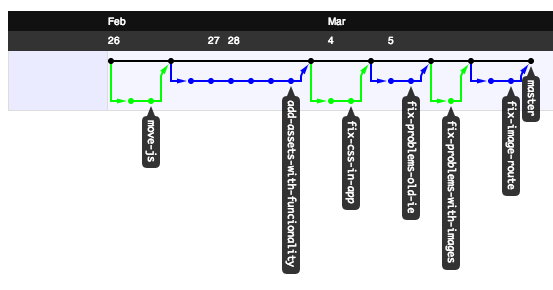 Feb Mar
26 27 28 4 5
move-js
add-assets-with-funcionality
fix-css-in-app
fix-problems-old-ie
fix-problems-with-images
fix-image-route
master